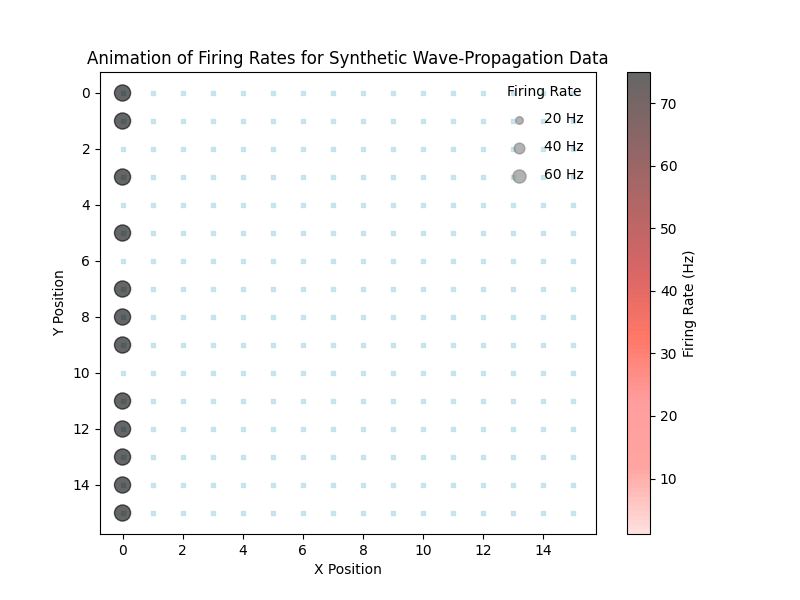 Animation of Firing Rates for Synthetic Wave-Propagation Data
Firing Rate
20 Hz
40 Hz
60 Hz
0
2
4
6
8
10
12
14
Y Position
0 2 4 6 8 10 12 14
X Position
70
60
50
40
30
20
10
Firing Rate (Hz)